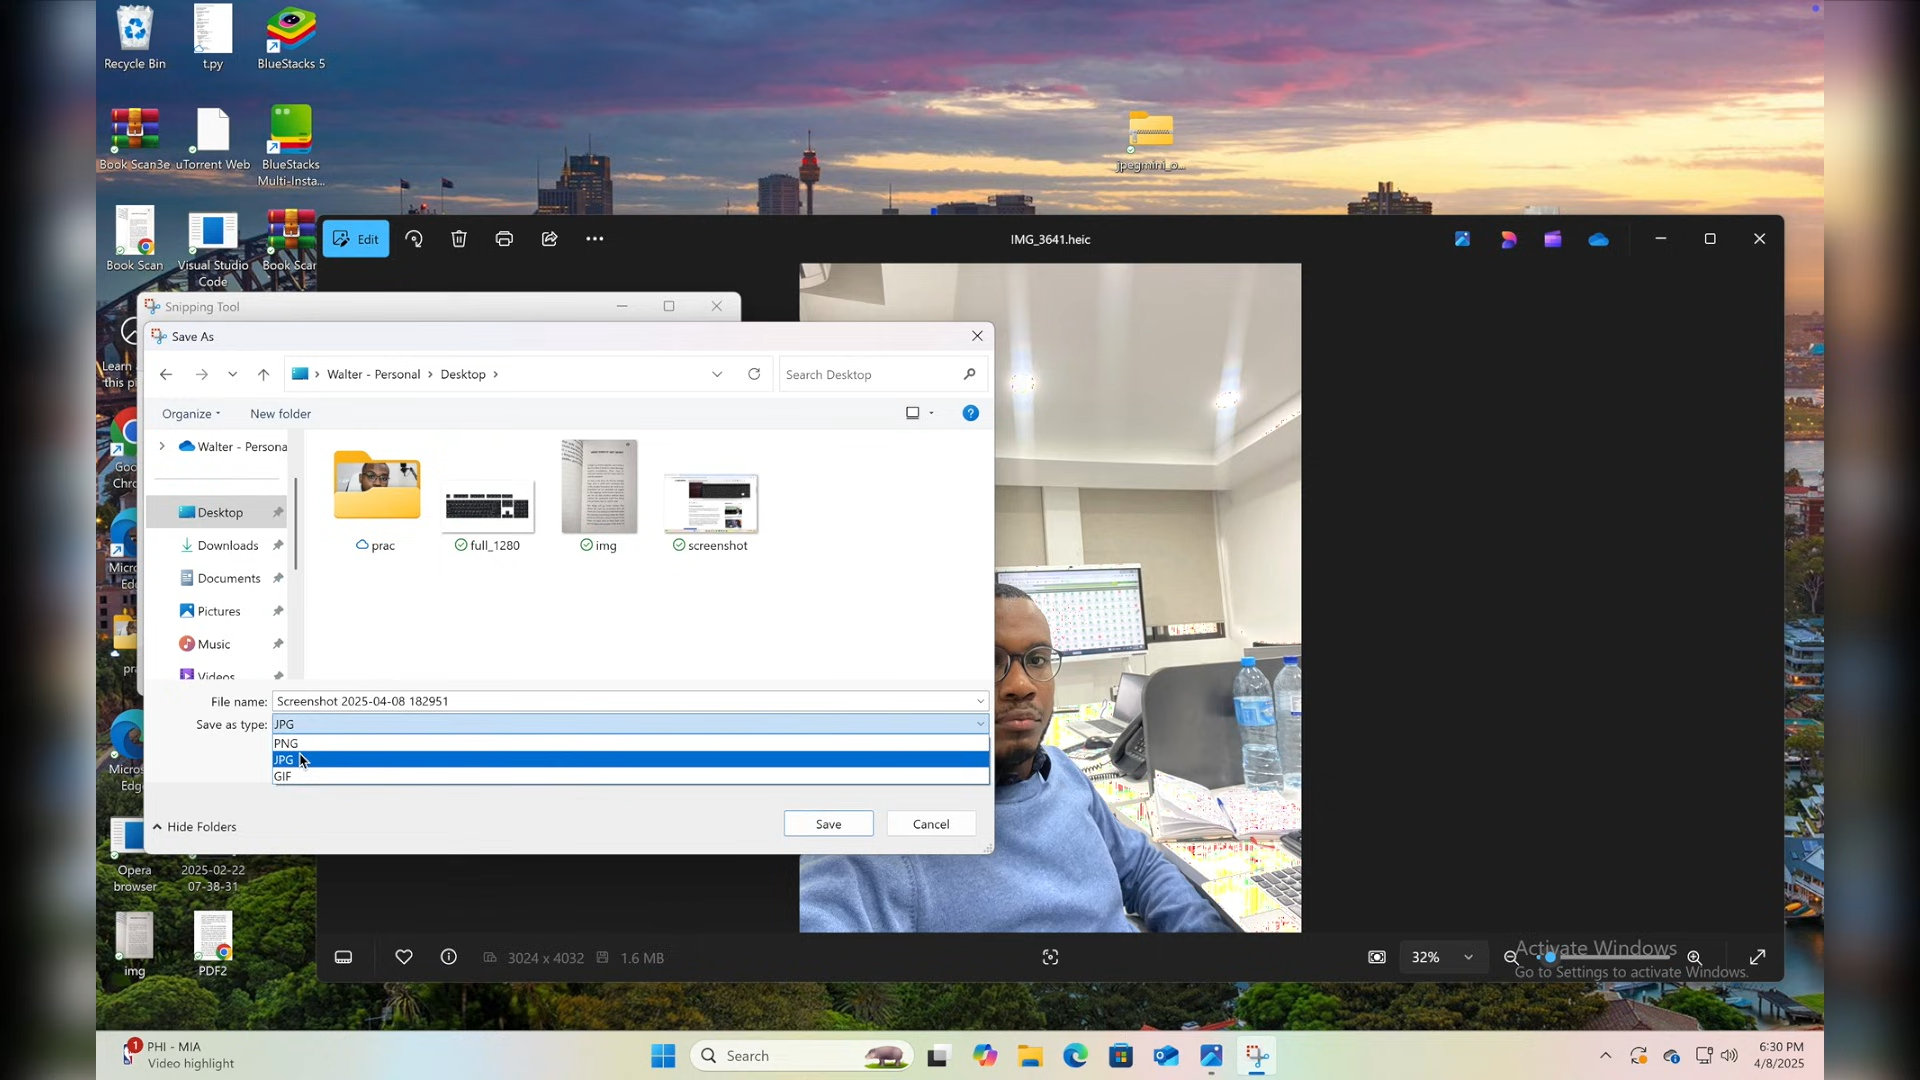 Recycle Bin
t.py
BlueStacks 5
Book Scan3e
uTorrent Web
BlueStacks
Multi-Insta...
jpegmini_o...
Book Scan
Visual Studio
Code
Book Scar
Edit
IMG_3641.heic
Snipping Tool
Save As
Walter - Personal
Desktop
Search Desktop
Organize
New folder
Walter - Persona
Desktop
Downloads
Documents
Pictures
Music
Videos
prac
full_1280
img
screenshot
File name:
Screenshot 2025-04-08 182951
Save as type:
JPG
PNG
JPG
GIF
Hide Folders
Save
Cancel
Learn
this pi
Goo
Chro
Micro
Ed
pra
Micros
Edg
Opera
browser
2025-02-22
07-38-31
img
PDF2
3024 x 4032
1.6 MB
32%
Activate Windows
Go to Settings to activate Windows.
1
PHI - MIA
Video highlight
Search
6:30 PM
4/8/2025